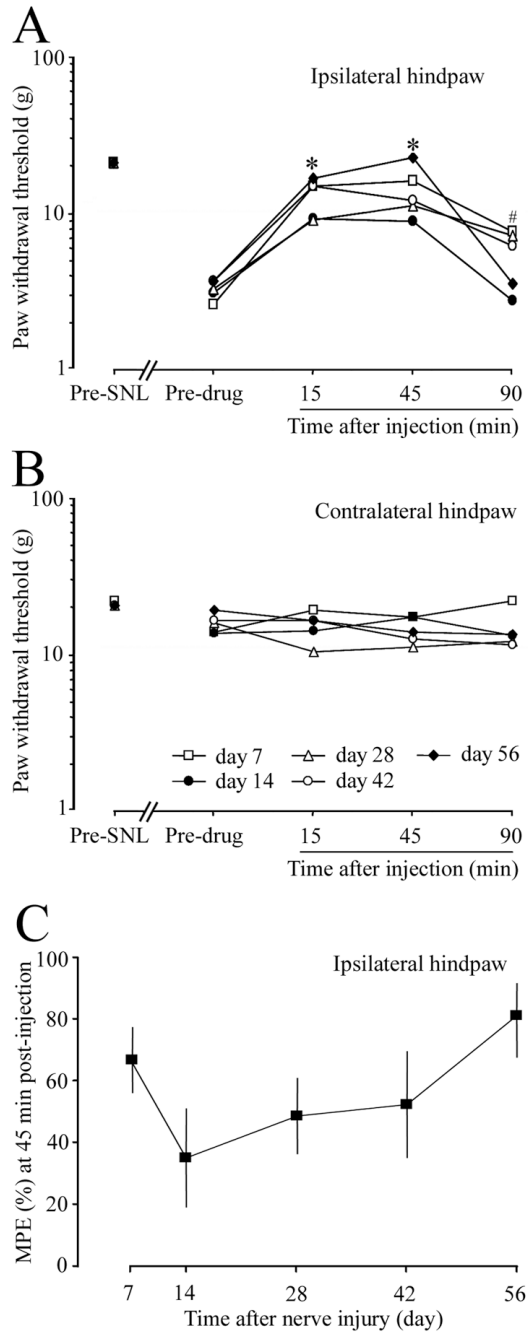 A
Paw withdrawal threshold (g)
Ipsilateral hindpaw
100
10
1
*
*
#
Pre-SNL
Pre-drug
15
45
90
Time after injection (min)
B
Paw withdrawal threshold (g)
Contralateral hindpaw
100
10
1
day 7
day 28
day 56
day 14
day 42
Pre-SNL
Pre-drug
15
45
90
Time after injection (min)
C
MPE (%) at 45 min post-injection
Ipsilateral hindpaw
100
80
60
40
20
0
7
14
28
42
56
Time after nerve injury (day)